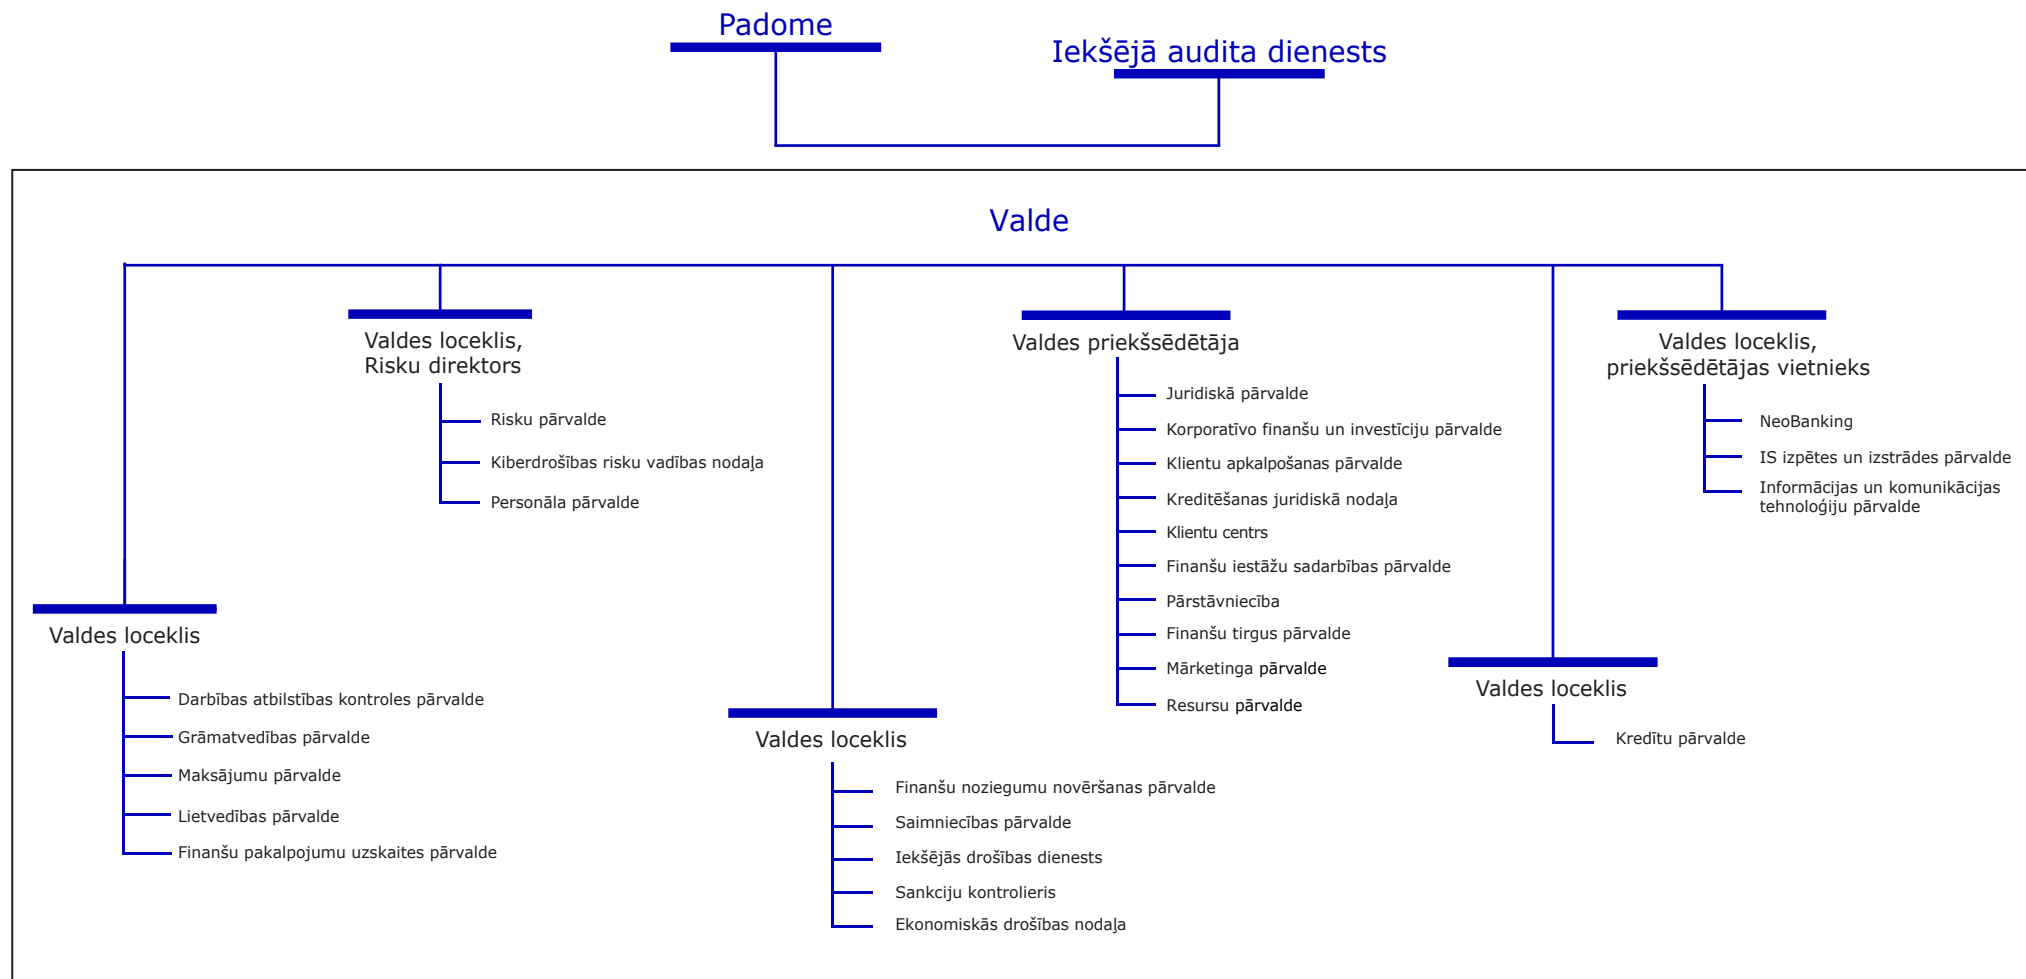 Padome
Iekšējā audita dienests
Valde
Valdes loceklis,
Risku direktors
Risku pārvalde
Kiberdrošības risku vadības nodaļa
Personāla pārvalde
Valdes priekšsēdētāja
Juridiskā pārvalde
Korporatīvo finanšu un investīciju pārvalde
Klientu apkalpošanas pārvalde
Kreditēšanas juridiskā nodaļa
Klientu centrs
Finanšu iestāžu sadarbības pārvalde
Pārstāvniecība
Finanšu tirgus pārvalde
Mārketinga pārvalde
Resursu pārvalde
Valdes loceklis,
priekšsēdētājas vietnieks
NeoBanking
IS izpētes un izstrādes pārvalde
Informācijas un komunikācijas
tehnoloģiju pārvalde
Valdes loceklis
Darbības atbilstības kontroles pārvalde
Grāmatvedības pārvalde
Maksājumu pārvalde
Lietvedības pārvalde
Finanšu pakalpojumu uzskaites pārvalde
Valdes loceklis
Finanšu noziegumu novēršanas pārvalde
Saimniecības pārvalde
Iekšējās drošības dienests
Sankciju kontrolieris
Ekonomiskās drošības nodaļa
Valdes loceklis
Kredītu pārvalde